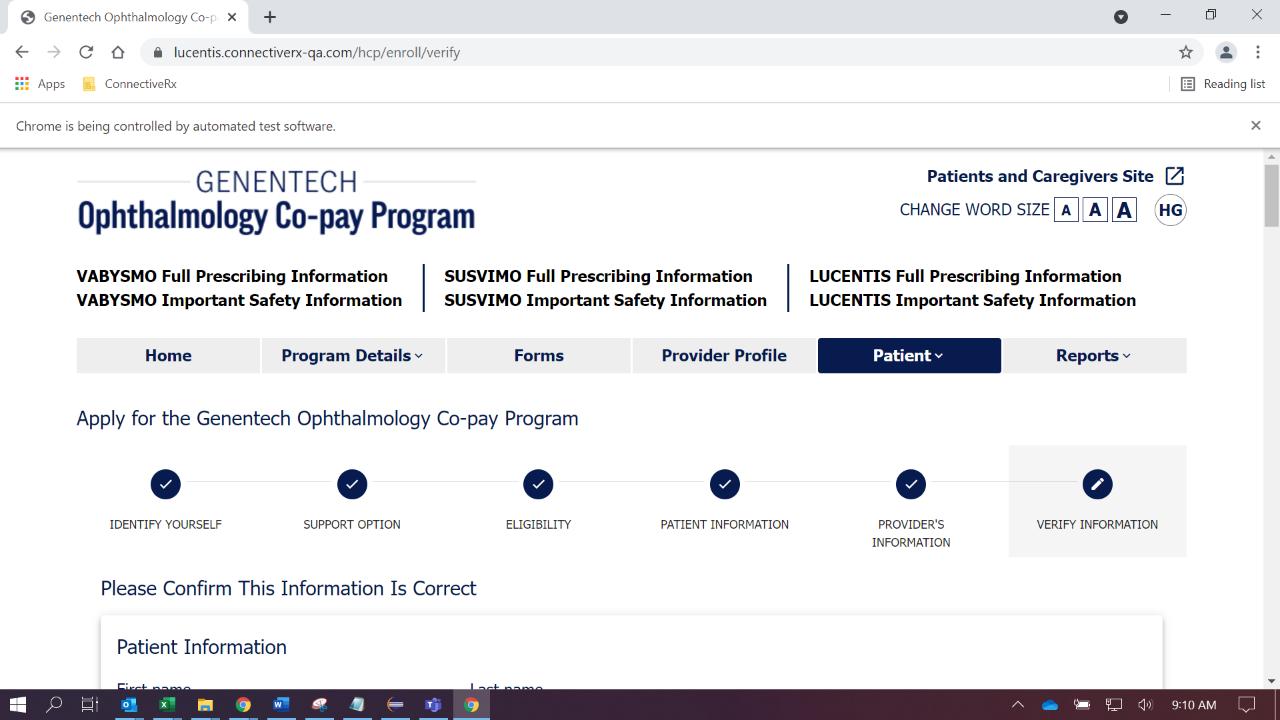 Genentech Ophthalmology Co-p
lucentis.connectiverx-qa.com/hcp/enroll/verify
Apps
ConnectiveRx
Reading list
Chrome is being controlled by automated test software.
GENENTECH
Ophthalmology Co-pay Program
Patients and Caregivers Site
CHANGE WORD SIZE A A A HG
VABYSMO Full Prescribing Information
VABYSMO Important Safety Information
SUSVIMO Full Prescribing Information
SUSVIMO Important Safety Information
LUCENTIS Full Prescribing Information
LUCENTIS Important Safety Information
Home
Program Details
Forms
Provider Profile
Patient
Reports
Apply for the Genentech Ophthalmology Co-pay Program
IDENTIFY YOURSELF
SUPPORT OPTION
ELIGIBILITY
PATIENT INFORMATION
PROVIDER'S
INFORMATION
VERIFY INFORMATION
Please Confirm This Information Is Correct
Patient Information
First name
Last name
9:10 AM